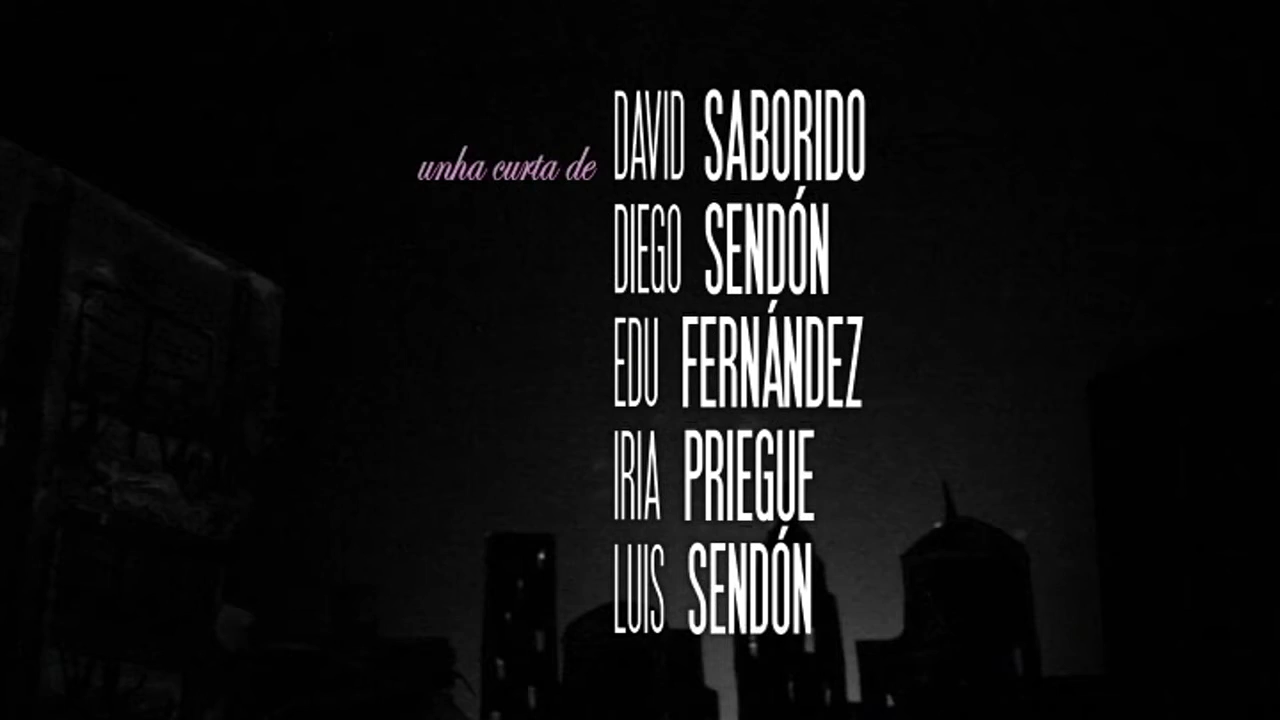 unha curta de DAVID SABORIDO
DIEGO SENDÓN
EDU FERNÁNDEZ
IRIA PRIEGUE
LUIS SENDÓN